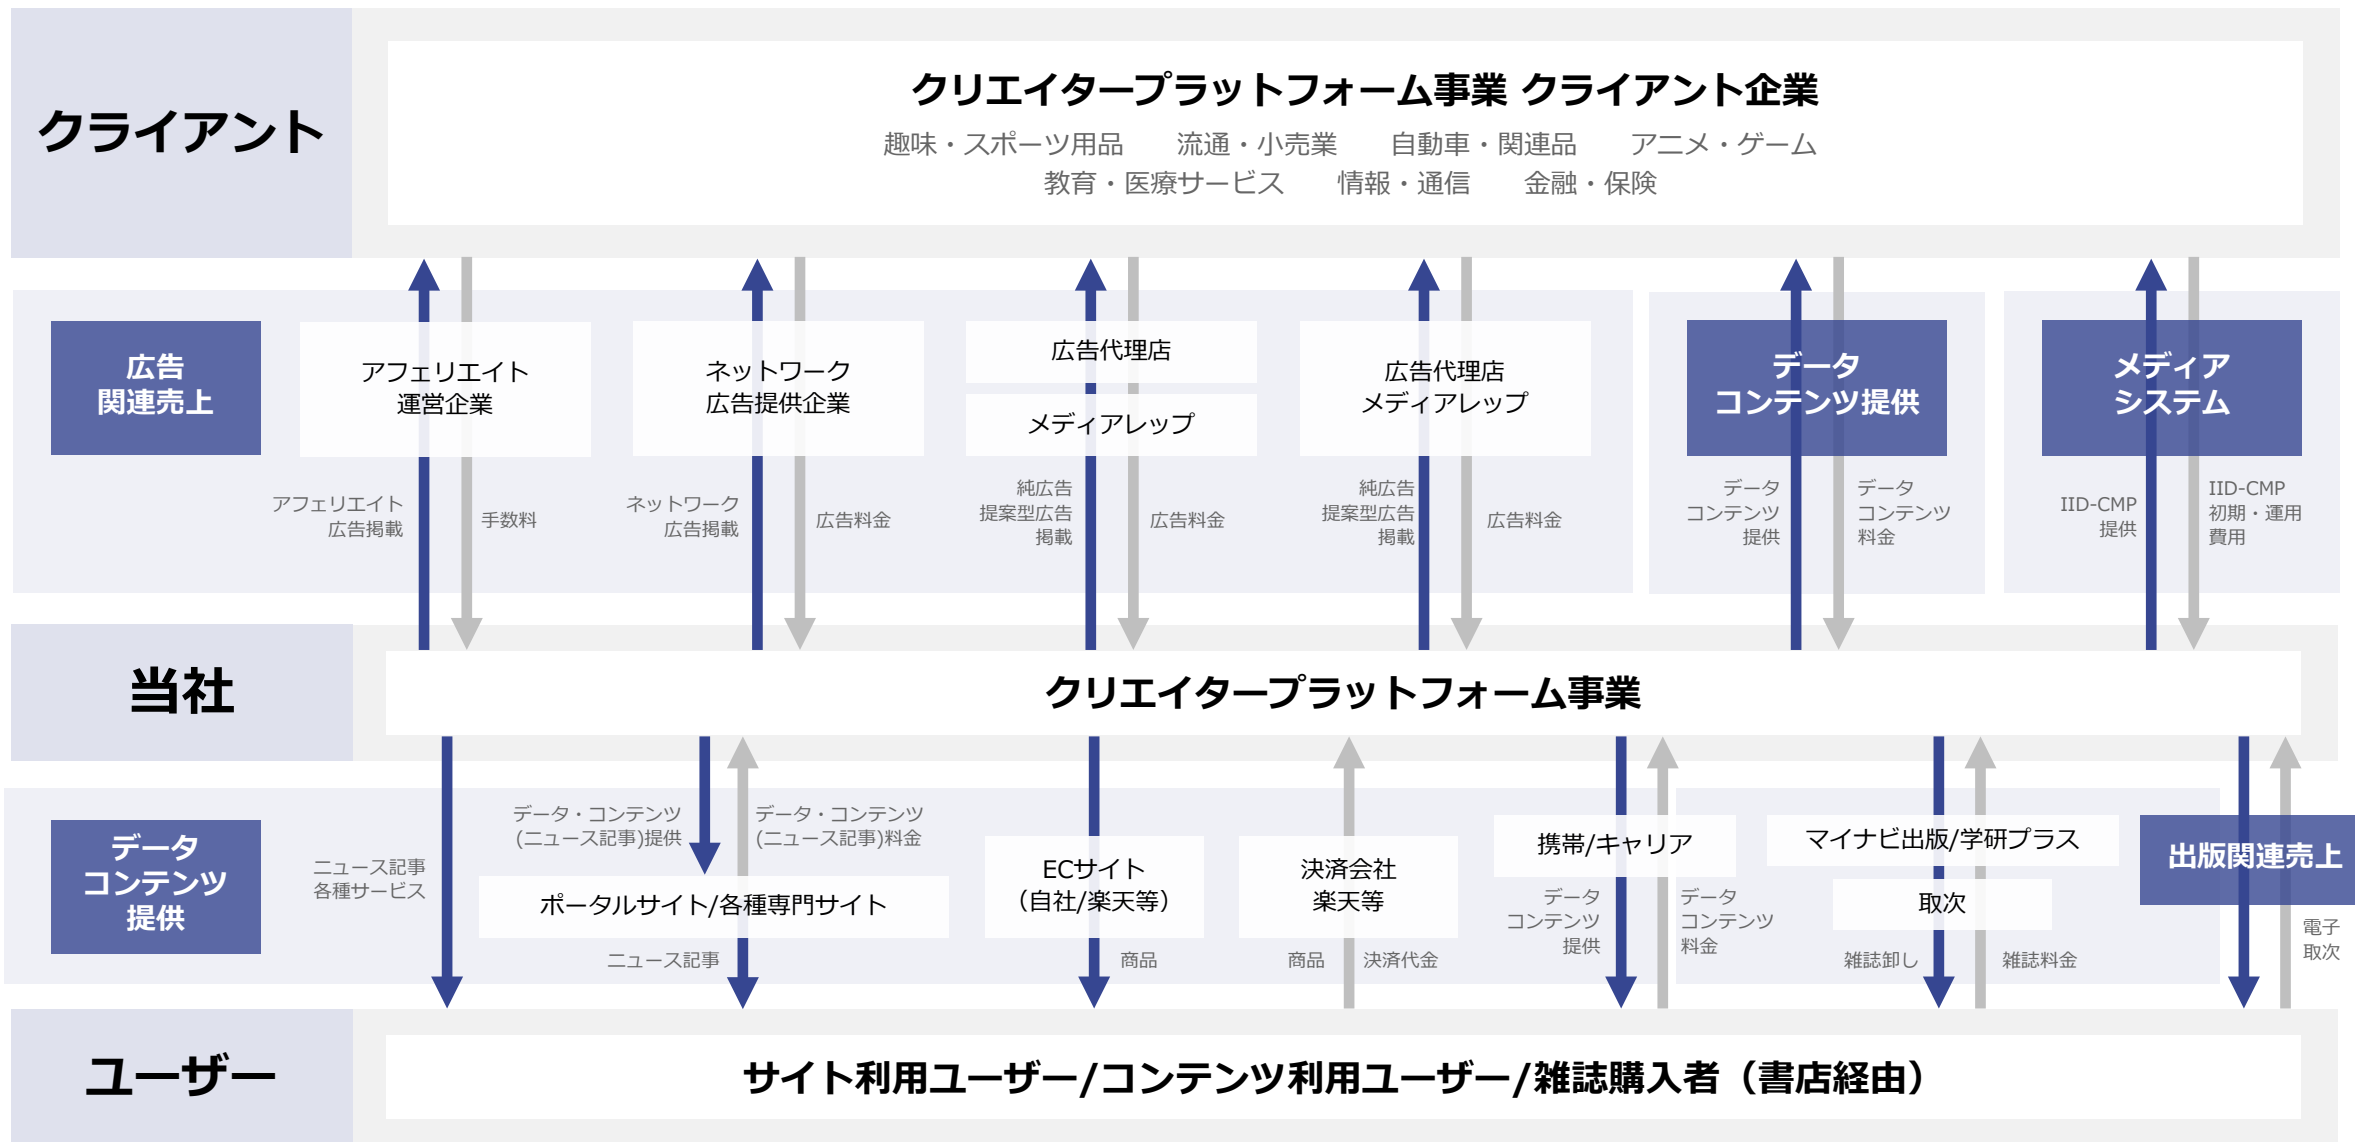 クライアント
クリエイタープラットフォーム事業 クライアント企業
趣味・スポーツ用品　流通・小売業　自動車・関連品　アニメ・ゲーム
教育・医療サービス　情報・通信　金融・保険
広告
関連売上
アフェリエイト
運営企業
アフェリエイト
広告掲載
手数料
ネットワーク
広告提供企業
ネットワーク
広告掲載
広告料金
広告代理店
メディアレップ
純広告
提案型広告
掲載
広告料金
広告代理店
メディアレップ
純広告
提案型広告
掲載
広告料金
データ
コンテンツ提供
データ
コンテンツ
提供
データ
コンテンツ
料金
メディア
システム
IID-CMP
提供
IID-CMP
初期・運用
費用
当社
クリエイタープラットフォーム事業
データ
コンテンツ
提供
ニュース記事
各種サービス
データ・コンテンツ
(ニュース記事)提供
データ・コンテンツ
(ニュース記事)料金
ポータルサイト/各種専門サイト
ニュース記事
ECサイト
（自社/楽天等）
商品
決済会社
楽天等
商品
決済代金
携帯/キャリア
データ
コンテンツ
提供
データ
コンテンツ
料金
マイナビ出版/学研プラス
取次
雑誌卸し
雑誌料金
出版関連売上
電子
取次
ユーザー
サイト利用ユーザー/コンテンツ利用ユーザー/雑誌購入者（書店経由）